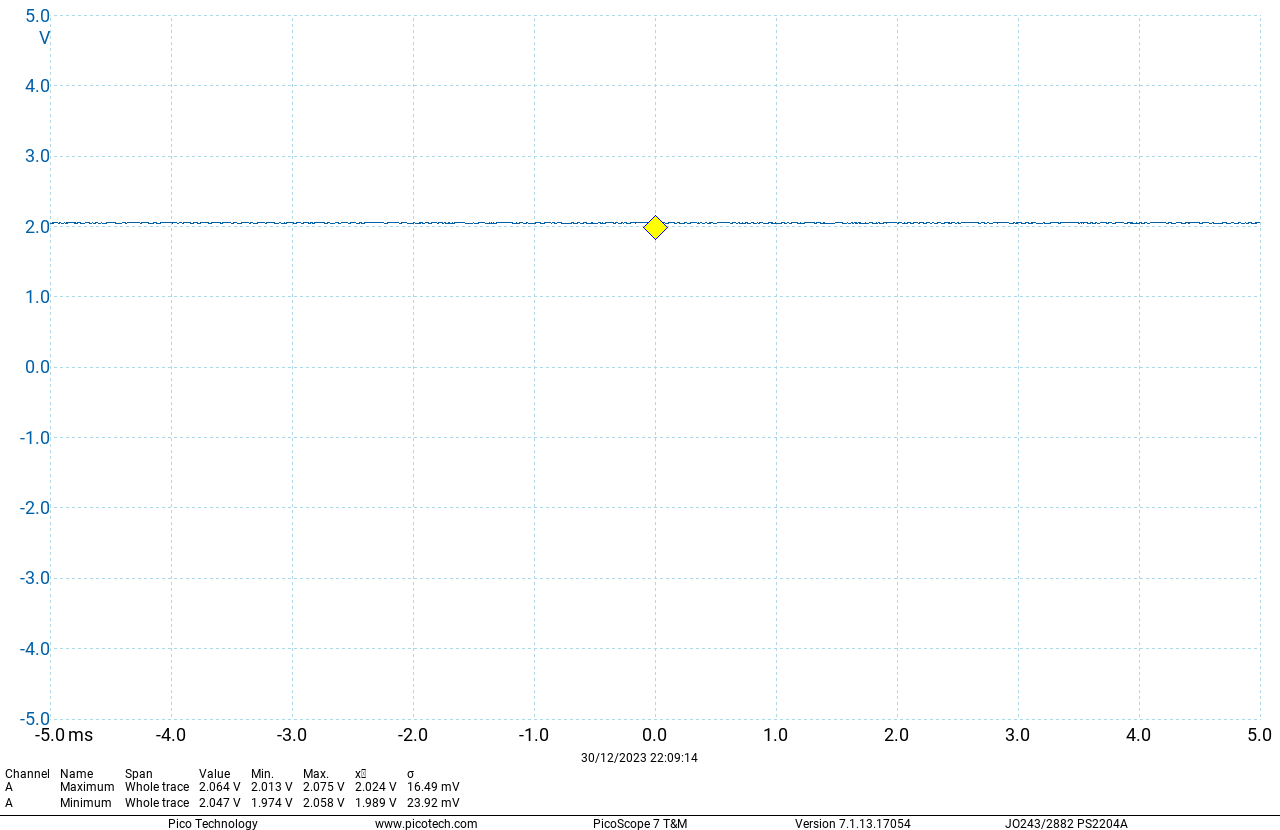 5.0
V
4.0
3.0
2.0
1.0
0.0
-1.0
-2.0
-3.0
-4.0
-5.0
-5.0 ms -4.0 -3.0 -2.0 -1.0 0.0 1.0 2.0 3.0 4.0 5.0
30/12/2023 22:09:14
Channel Name Span Value Min. Max. x σ
A Maximum Whole trace 2.064 V 2.013 V 2.075 V 2.024 V 16.49 mV
A Minimum Whole trace 2.047 V 1.974 V 2.058 V 1.989 V 23.92 mV
Pico Technology www.picotech.com PicoScope 7 T&M Version 7.1.13.17054 JO243/2882 PS2204A